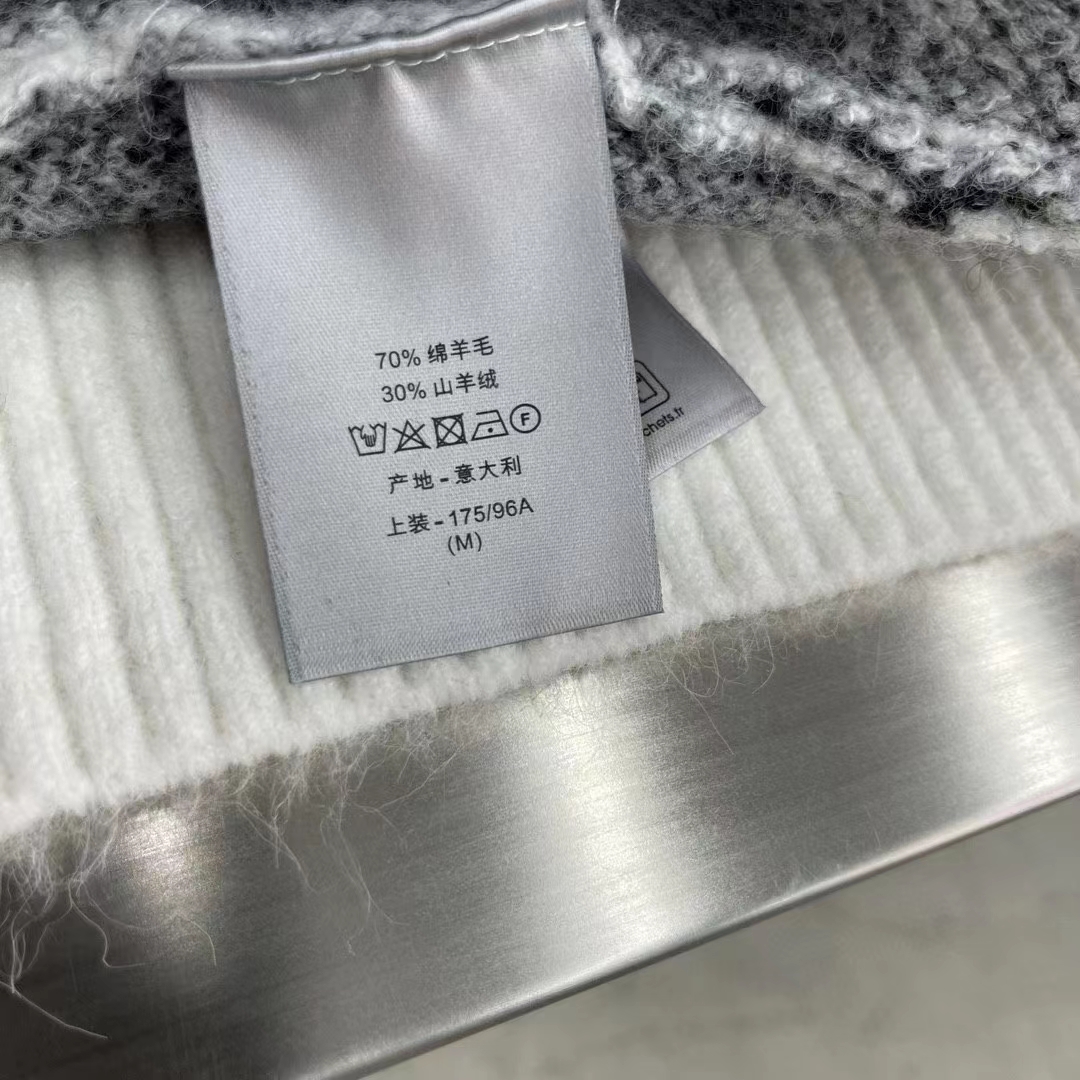 70% 绵羊毛
30% 山羊绒
F
产地-意大利
上装-175/96A
(M)
chets.fr